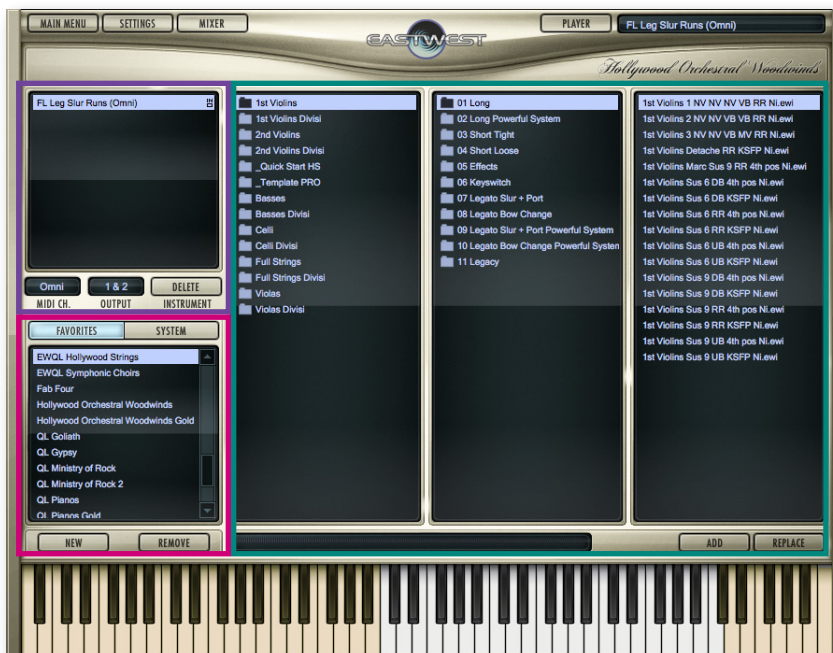 MAIN MENU
SETTINGS
MIXER
EASTWEST
PLAYER
FL Leg Slur Runs (Omni)
Hollywood Orchestral Woodwinds
FL Leg Slur Runs (Omni)
Omni
1 & 2
DELETE
MIDI CH.
OUTPUT
INSTRUMENT
FAVORITES
SYSTEM
EWQL Hollywood Strings
EWQL Symphonic Choirs
Fab Four
Hollywood Orchestral Woodwinds
Hollywood Orchestral Woodwinds Gold
QL Goliath
QL Gypsy
QL Ministry of Rock
QL Ministry of Rock 2
QL Pianos
QL Pianos Gold
NEW
REMOVE
1st Violins
1st Violins Divisi
2nd Violins
2nd Violins Divisi
_Quick Start HS
_Template PRO
Basses
Basses Divisi
Celli
Celli Divisi
Full Strings
Full Strings Divisi
Violas
Violas Divisi
01 Long
02 Long Powerful System
03 Short Tight
04 Short Loose
05 Effects
06 Keyswitch
07 Legato Slur + Port
08 Legato Bow Change
09 Legato Slur + Port Powerful System
10 Legato Bow Change Powerful System
11 Legacy
1st Violins 1 NV NV NV VB RR Ni.ewi
1st Violins 2 NV NV VB VB RR Ni.ewi
1st Violins 3 NV NV VB MV RR Ni.ewi
1st Violins Detache RR KSFP Ni.ewi
1st Violins Marc Sus 9 RR 4th pos Ni.ewi
1st Violins Sus 6 DB 4th pos Ni.ewi
1st Violins Sus 6 DB KSFP Ni.ewi
1st Violins Sus 6 RR 4th pos Ni.ewi
1st Violins Sus 6 RR KSFP Ni.ewi
1st Violins Sus 6 UB 4th pos Ni.ewi
1st Violins Sus 6 UB KSFP Ni.ewi
1st Violins Sus 9 DB 4th pos Ni.ewi
1st Violins Sus 9 DB KSFP Ni.ewi
1st Violins Sus 9 RR 4th pos Ni.ewi
1st Violins Sus 9 RR KSFP Ni.ewi
1st Violins Sus 9 UB 4th pos Ni.ewi
1st Violins Sus 9 UB KSFP Ni.ewi
ADD
REPLACE